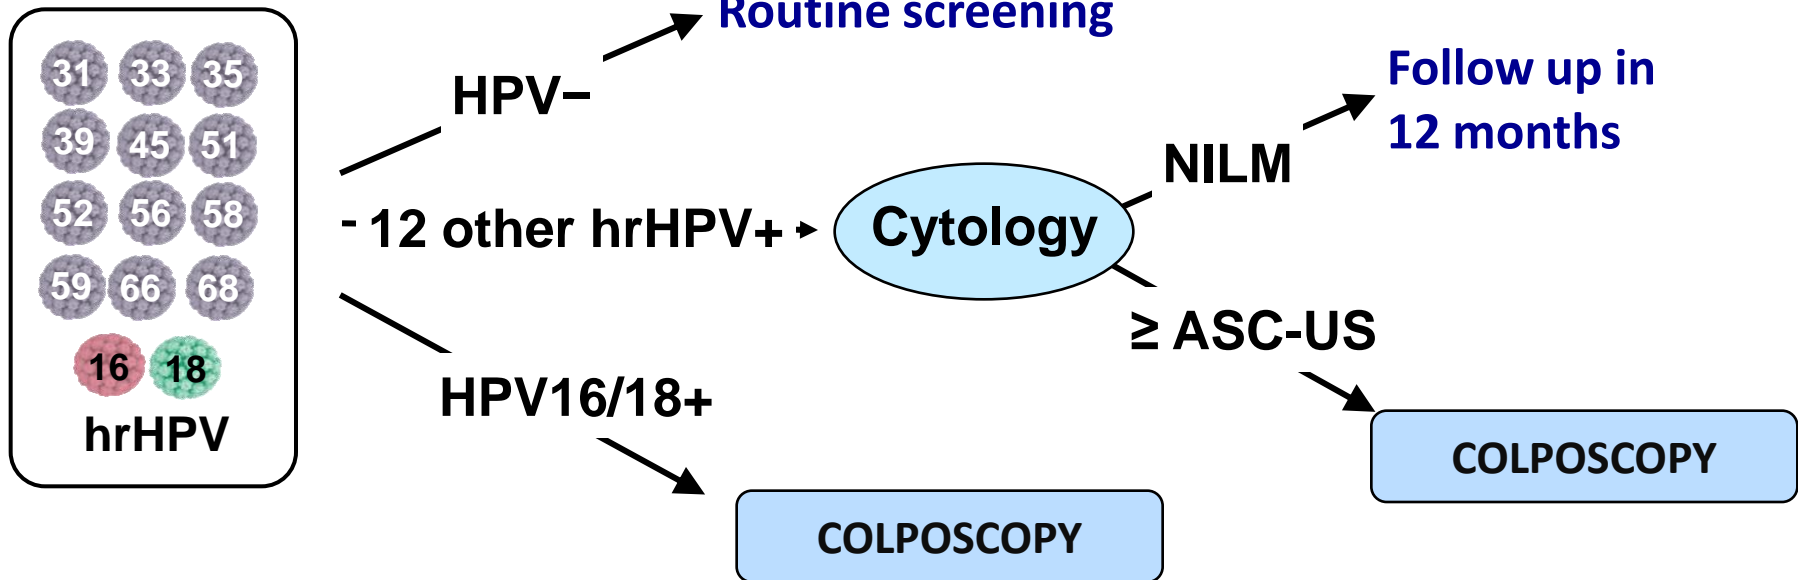 31 33 35
39 45 51
52 56 58
59 66 68
16 18
hrHPV
HPV–
Routine screening
- 12 other hrHPV+
Cytology
NILM
Follow up in
12 months
≥ ASC-US
COLPOSCOPY
HPV16/18+
COLPOSCOPY